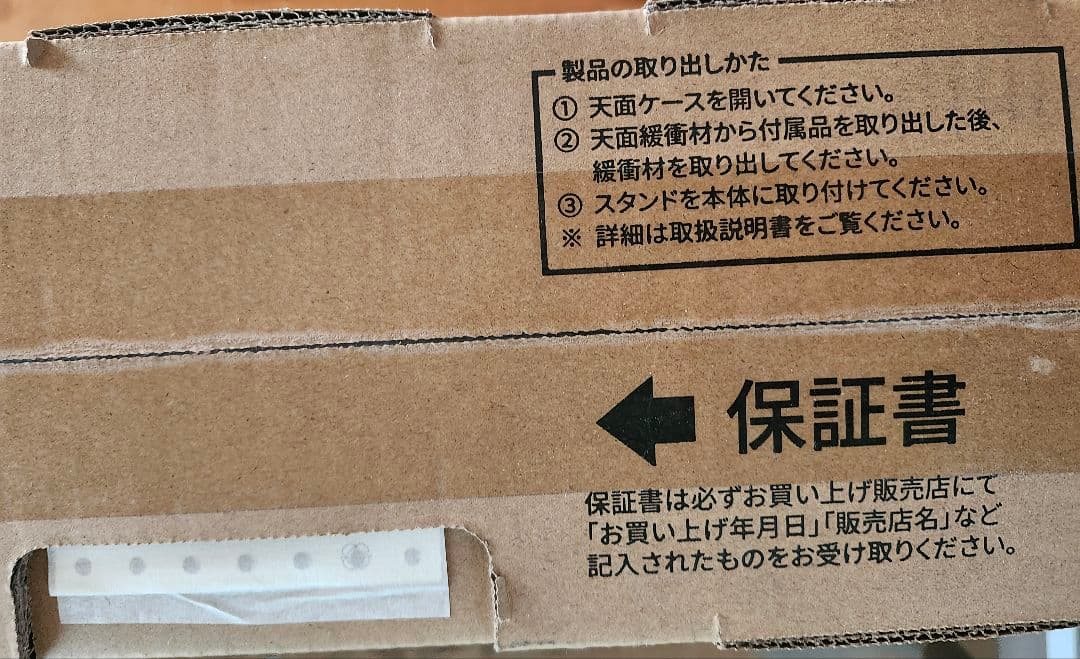 製品の取り出しかた
① 天面ケースを開いてください。
② 天面緩衝材から付属品を取り出した後、
緩衝材を取り出してください。
③ スタンドを本体に取り付けてください。
※ 詳細は取扱説明書をご覧ください。
保証書
保証書は必ずお買い上げ販売店にて
「お買い上げ年月日」「販売店名」など
記入されたものをお受け取りください。